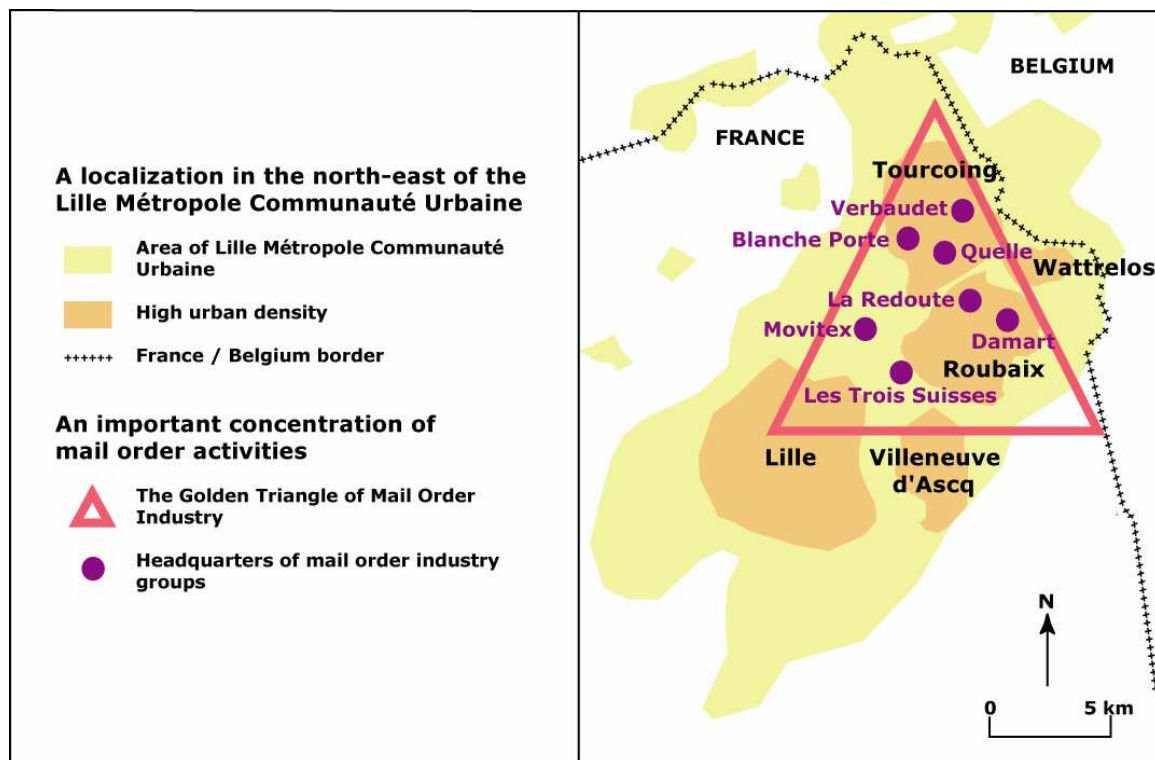 A localization in the north-east of the
Lille Métropole Communauté Urbaine
Area of Lille Métropole Communauté
Urbaine
High urban density
France / Belgium border
An important concentration of
mail order activities
The Golden Triangle of Mail Order
Industry
Headquarters of mail order industry
groups
BELGIUM
FRANCE
Tourcoing
Verbaudet
Blanche Porte
Quelle
Wattrelos
La Redoute
Movitex
Damart
Roubaix
Les Trois Suisses
Lille
Villeneuve
d'Ascq
N
0 5 km